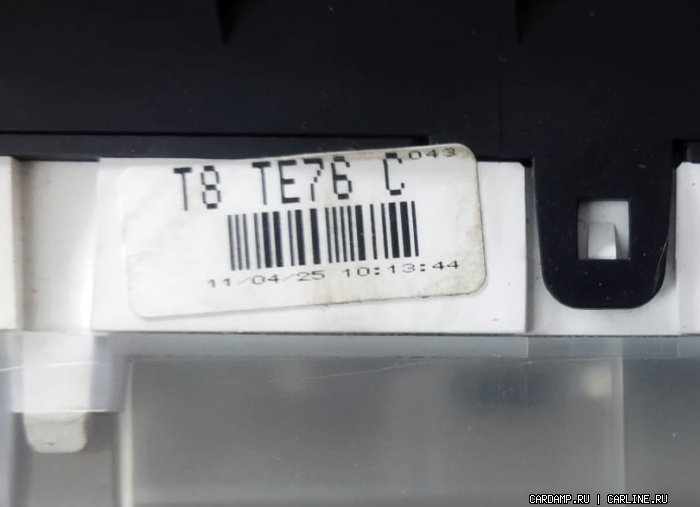 T8 TE76 C 043
11/04/25 10:13:44
CARDAMP.RU | CARLINE.RU